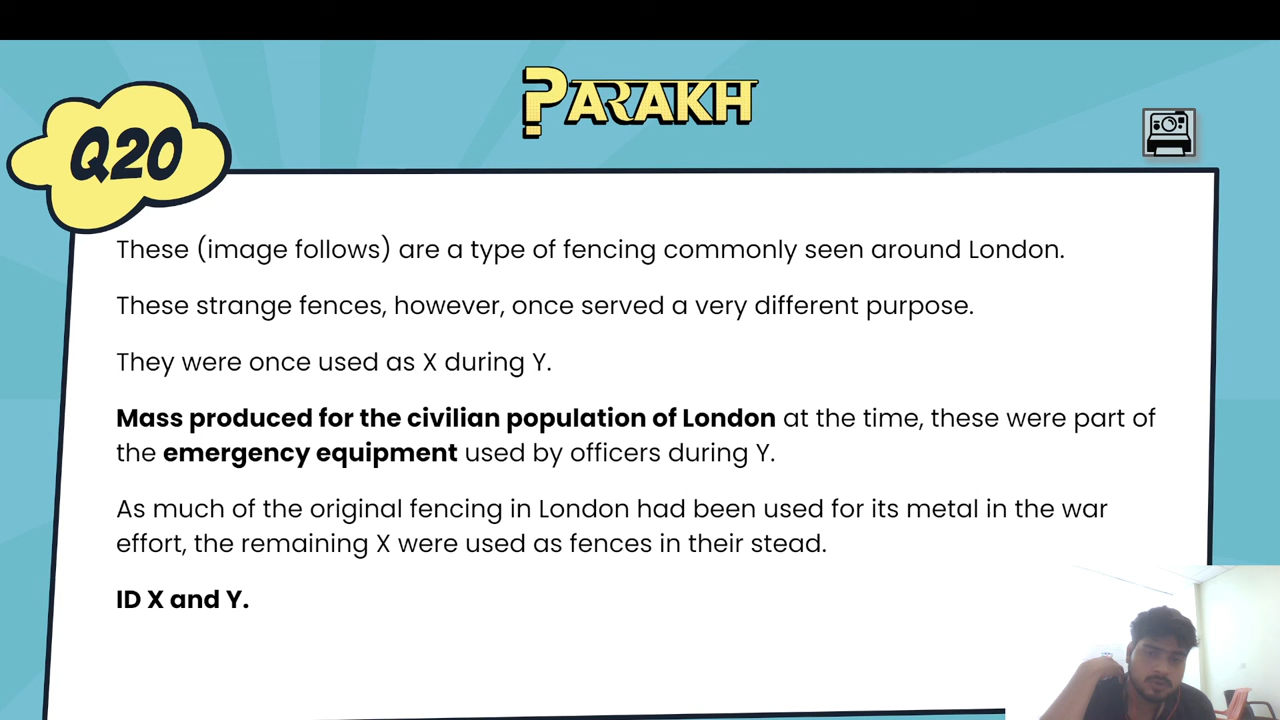 ?ARAKH
Q20
These (image follows) are a type of fencing commonly seen around London.
These strange fences, however, once served a very different purpose.
They were once used as X during Y.
Mass produced for the civilian population of London at the time, these were part of
the emergency equipment used by officers during Y.
As much of the original fencing in London had been used for its metal in the war
effort, the remaining X were used as fences in their stead.
ID X and Y.